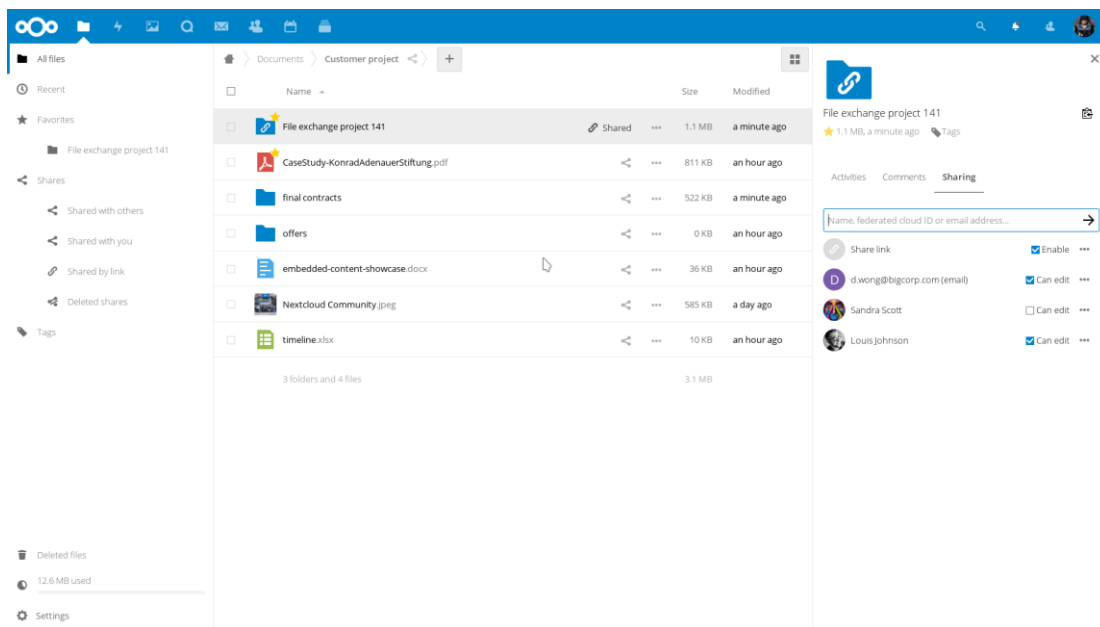 All files
Recent
Favorites
File exchange project 141
Shares
Shared with others
Shared with you
Shared by link
Deleted shares
Tags
Deleted files
12.6 MB used
Settings
Documents Customer project +
Name Size Modified
File exchange project 141 Shared 1.1 MB a minute ago
CaseStudy-KonradAdenauerStiftung.pdf 811 KB an hour ago
final contracts 522 KB a minute ago
offers 0 KB an hour ago
embedded-content-showcase.docx 36 KB an hour ago
Nextcloud Community.jpeg 585 KB a day ago
timeline.xlsx 10 KB an hour ago
3 folders and 4 files 3.1 MB
File exchange project 141
1.1 MB, a minute ago Tags
Activities Comments Sharing
Name, federated cloud ID or email address...
Share link Enable
D d.wong@bigcorp.com (email) Can edit
Sandra Scott Can edit
Louis Johnson Can edit